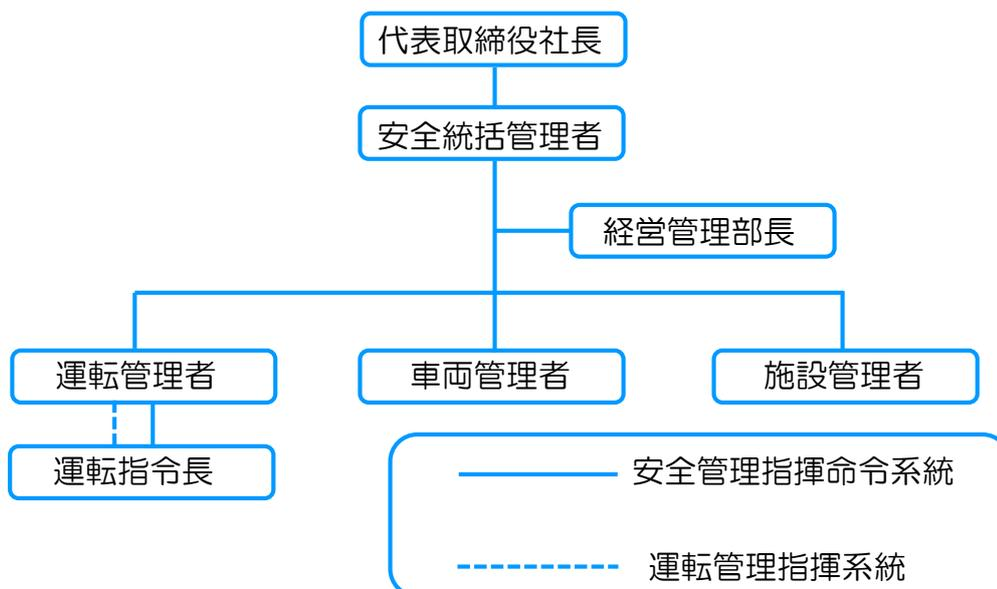 代表取締役社長
安全統括管理者
経営管理部長
運転管理者
車両管理者
施設管理者
運転指令長
安全管理指揮命令系統
運転管理指揮系統